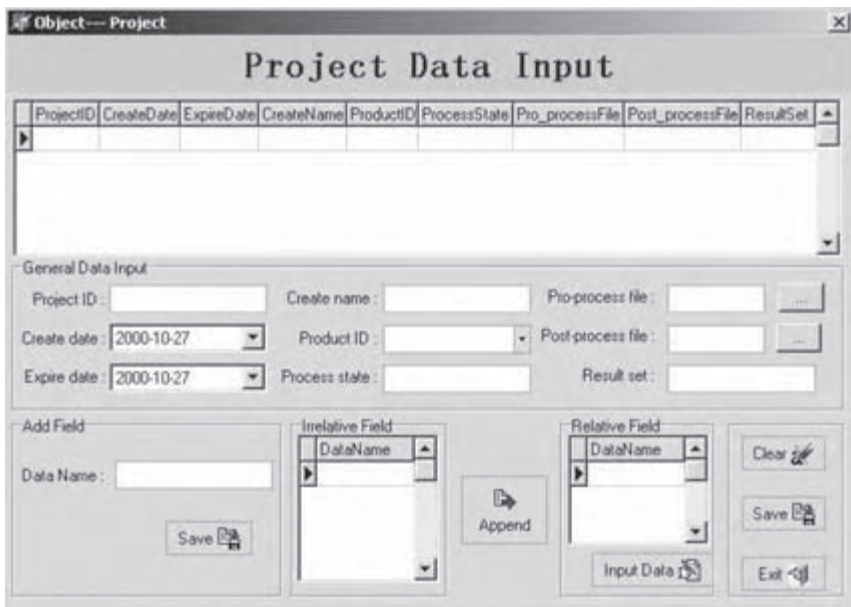 Object--- Project
Project Data Input
ProjectID CreateDate ExpireDate CreateName ProductID ProcessState Pro_processFile Post_processFile ResultSet
General Data Input
Project ID : Create name : Pro-process file : ...
Create date : 2000-10-27 Product ID : Post-process file : ...
Expire date : 2000-10-27 Process state : Result set :
Add Field Irrelative Field Relative Field
DataName DataName Clear
Data Name :
Append Save
Save
Input Data Exit